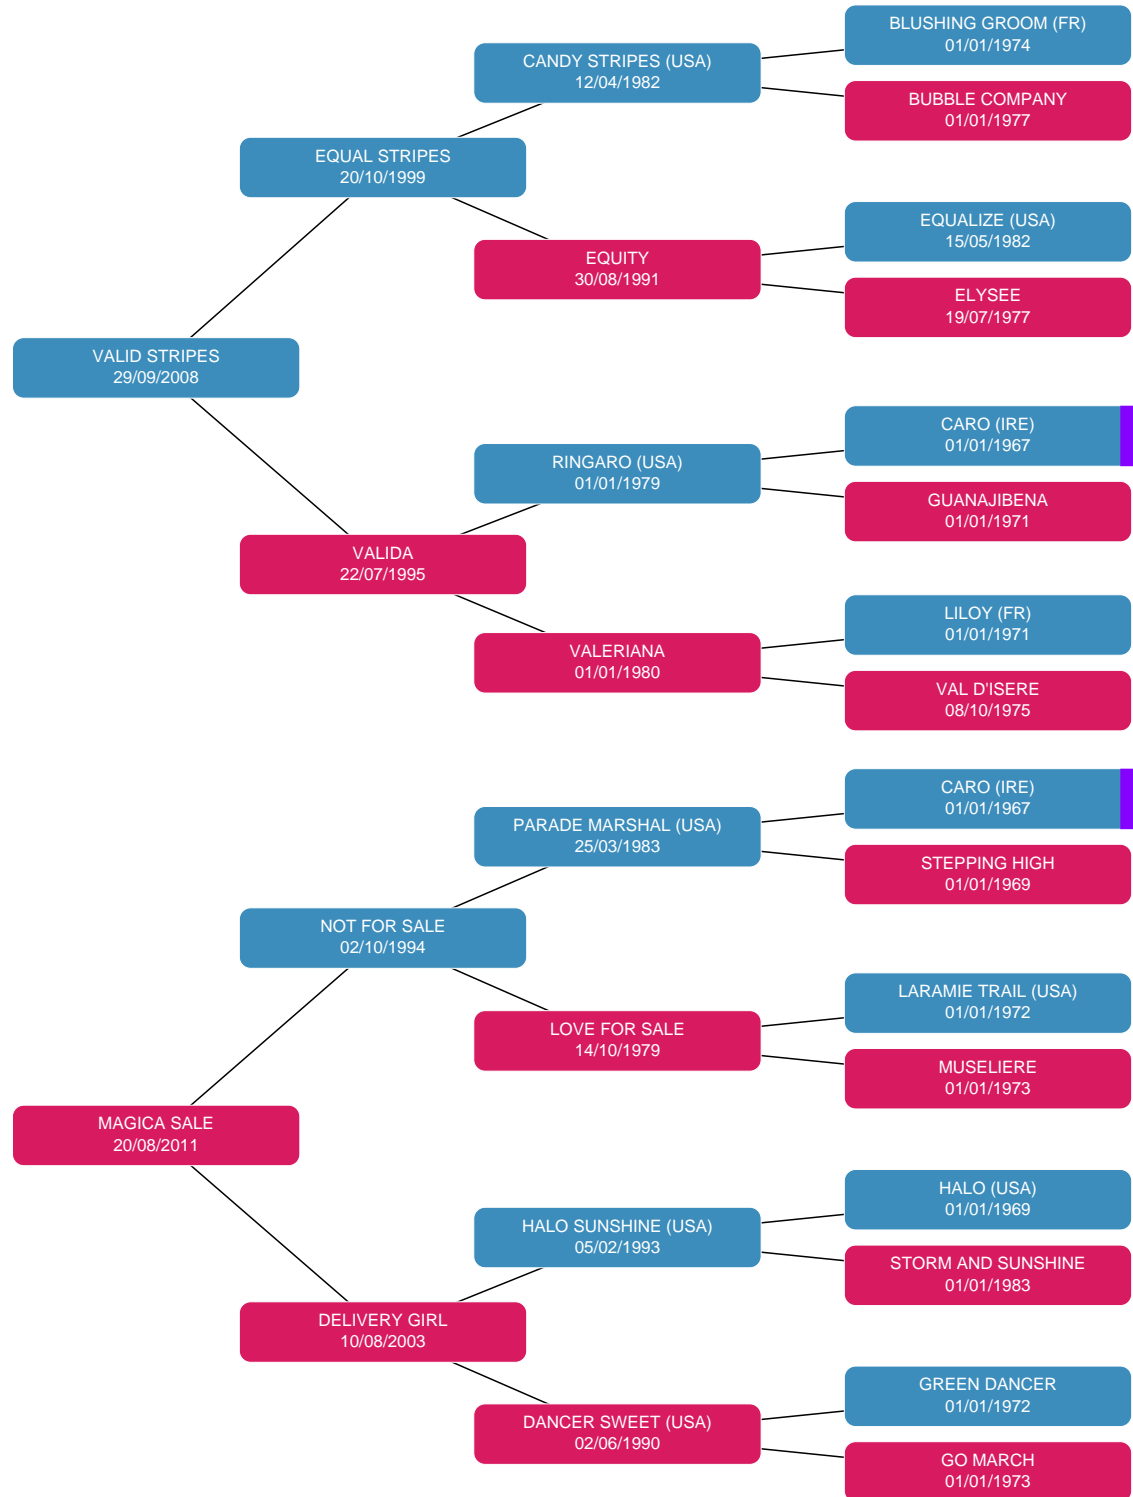 BLUSHING GROOM (FR)
01/01/1974
CANDY STRIPES (USA)
12/04/1982
BUBBLE COMPANY
01/01/1977
EQUAL STRIPES
20/10/1999
EQUALIZE (USA)
15/05/1982
EQUITY
30/08/1991
ELYSEE
19/07/1977
VALID STRIPES
29/09/2008
CARO (IRE)
01/01/1967
RINGARO (USA)
01/01/1979
GUANAJIBENA
01/01/1971
VALIDA
22/07/1995
LILOY (FR)
01/01/1971
VALERIANA
01/01/1980
VAL D'ISERE
08/10/1975
CARO (IRE)
01/01/1967
PARADE MARSHAL (USA)
25/03/1983
STEPPING HIGH
01/01/1969
NOT FOR SALE
02/10/1994
LARAMIE TRAIL (USA)
01/01/1972
LOVE FOR SALE
14/10/1979
MUSELIERE
01/01/1973
MAGICA SALE
20/08/2011
HALO (USA)
01/01/1969
HALO SUNSHINE (USA)
05/02/1993
STORM AND SUNSHINE
01/01/1983
DELIVERY GIRL
10/08/2003
GREEN DANCER
01/01/1972
DANCER SWEET (USA)
02/06/1990
GO MARCH
01/01/1973